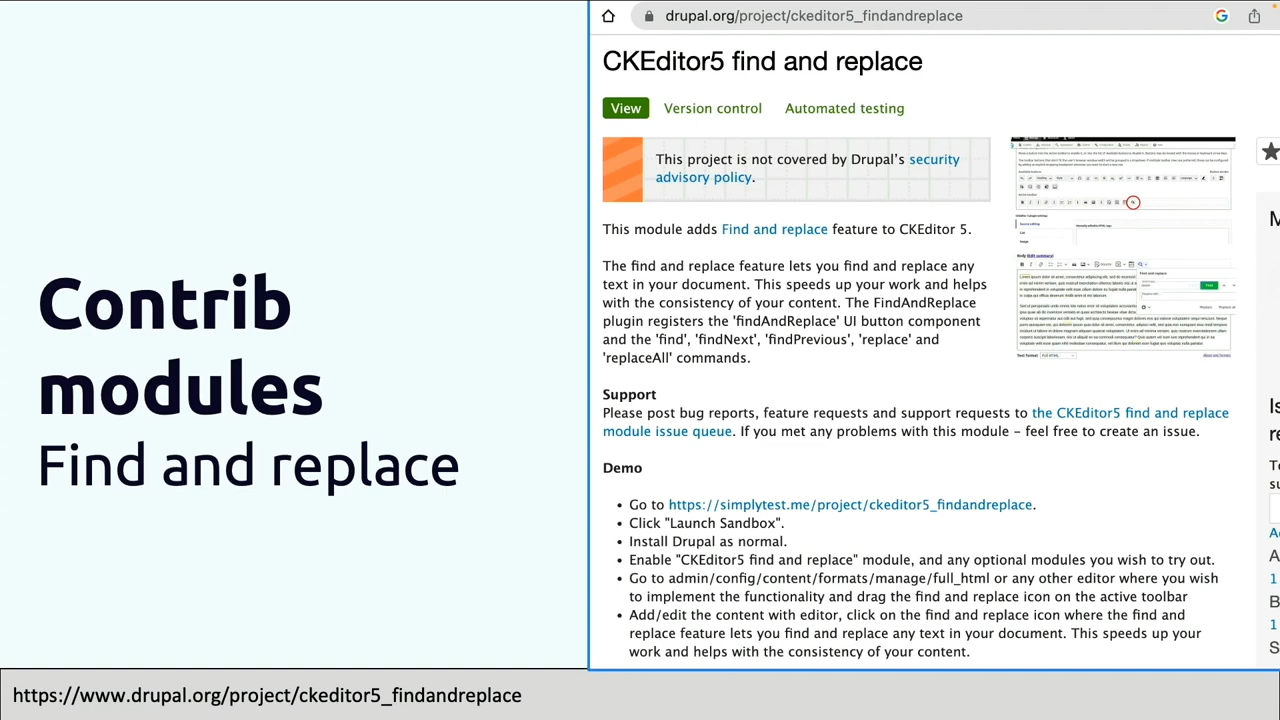 Contrib
modules
Find and replace
https://www.drupal.org/project/ckeditor5_findandreplace
drupal.org/project/ckeditor5_findandreplace
CKEditor5 find and replace
View Version control Automated testing
This project is not covered by Drupal's security
advisory policy.
This module adds Find and replace feature to CKEditor 5.
The find and replace feature lets you find and replace any
text in your document. This speeds up your work and helps
with the consistency of your content. The FindAndReplace
plugin registers the 'findAndReplace' UI button component
and the 'find', 'findNext', 'findPrevious', 'replace' and
'replaceAll' commands.
Support
Please post bug reports, feature requests and support requests to the CKEditor5 find and replace
module issue queue. If you met any problems with this module – feel free to create an issue.
Demo
• Go to https://simplytest.me/project/ckeditor5_findandreplace.
• Click "Launch Sandbox".
• Install Drupal as normal.
• Enable "CKEditor5 find and replace" module, and any optional modules you wish to try out.
• Go to admin/config/content/formats/manage/full_html or any other editor where you wish
to implement the functionality and drag the find and replace icon on the active toolbar
• Add/edit the content with editor, click on the find and replace icon where the find and
replace feature lets you find and replace any text in your document. This speeds up your
work and helps with the consistency of your content.